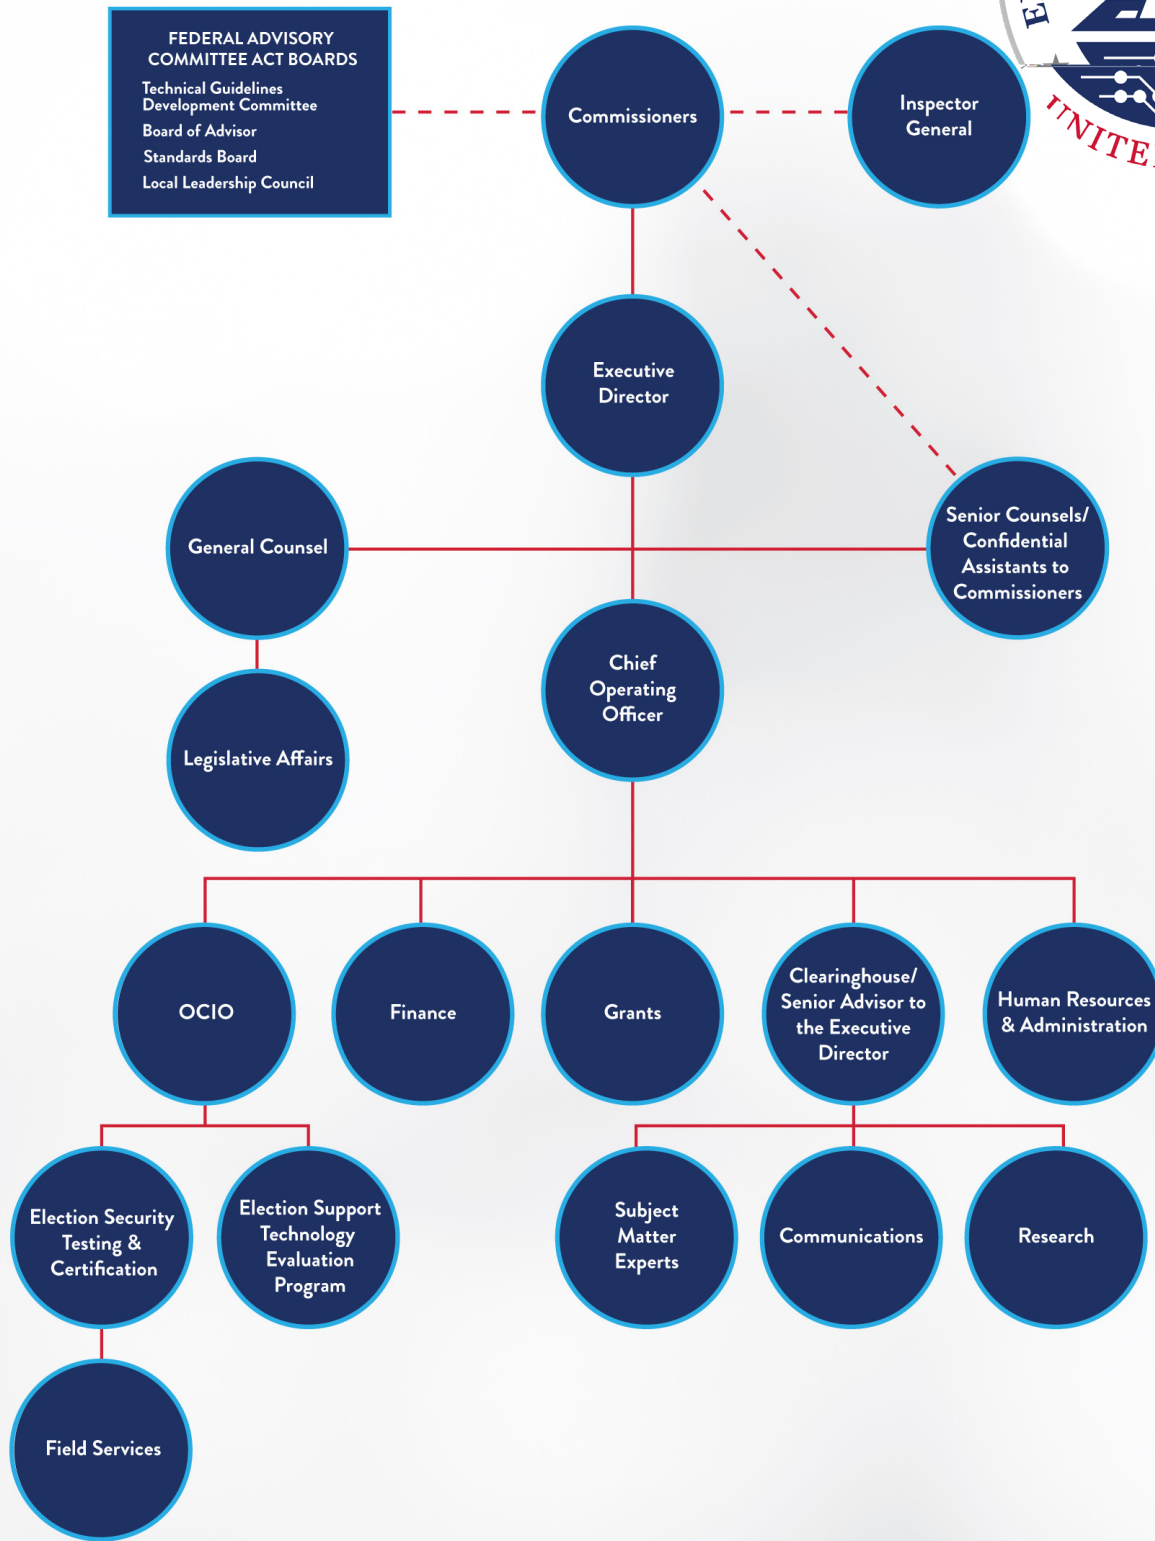 FEDERAL ADVISORY
COMMITTEE ACT BOARDS
Technical Guidelines
Development Committee
Board of Advisor
Standards Board
Local Leadership Council
Commissioners
Inspector
General
Executive
Director
General Counsel
Senior Counsels/
Confidential
Assistants to
Commissioners
Chief
Operating
Officer
Legislative Affairs
OCIO
Finance
Grants
Clearinghouse/
Senior Advisor to
the Executive
Director
Human Resources
& Administration
Election Security
Testing &
Certification
Election Support
Technology
Evaluation
Program
Subject
Matter
Experts
Communications
Research
Field Services